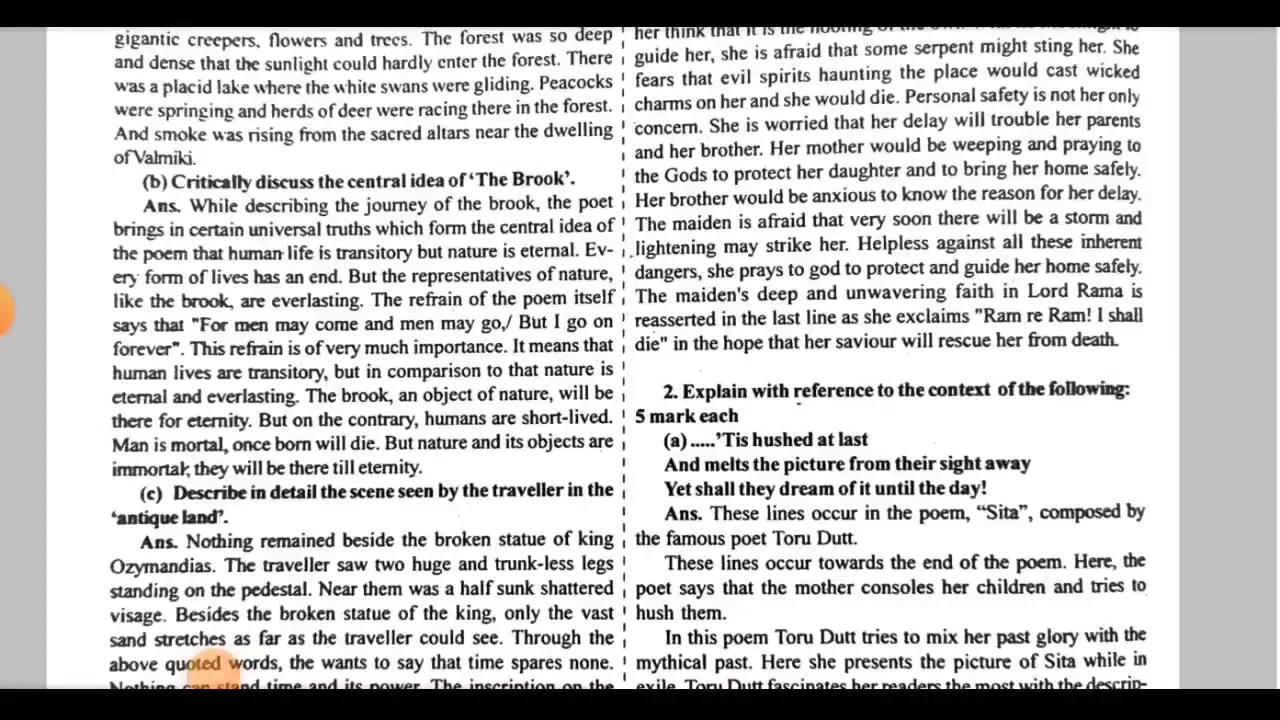 gigantic creepers, flowers and trees. The forest was so deep
and dense that the sunlight could hardly enter the forest. There
was a placid lake where the white swans were gliding. Peacocks
were springing and herds of deer were racing there in the forest.
And smoke was rising from the sacred altars near the dwelling
of Valmiki.
(b) Critically discuss the central idea of 'The Brook'.
Ans. While describing the journey of the brook, the poet
brings in certain universal truths which form the central idea of
the poem that human life is transitory but nature is eternal. Ev-
ery form of lives has an end. But the representatives of nature,
like the brook, are everlasting. The refrain of the poem itself
says that "For men may come and men may go,/ But I go on
forever". This refrain is of very much importance. It means that
human lives are transitory, but in comparison to that nature is
eternal and everlasting. The brook, an object of nature, will be
there for eternity. But on the contrary, humans are short-lived.
Man is mortal, once born will die. But nature and its objects are
immortal; they will be there till eternity.
(c) Describe in detail the scene seen by the traveller in the
'antique land'.
Ans. Nothing remained beside the broken statue of king
Ozymandias. The traveller saw two huge and trunk-less legs
standing on the pedestal. Near them was a half sunk shattered
visage. Besides the broken statue of the king, only the vast
sand stretches as far as the traveller could see. Through the
above quoted words, the wants to say that time spares none.
Nothing can stand time and its power. The inscription on the
her think that it is the hooting of the
guide her, she is afraid that some serpent might sting her. She
fears that evil spirits haunting the place would cast wicked
charms on her and she would die. Personal safety is not her only
concern. She is worried that her delay will trouble her parents
and her brother. Her mother would be weeping and praying to
the Gods to protect her daughter and to bring her home safely.
Her brother would be anxious to know the reason for her delay.
The maiden is afraid that very soon there will be a storm and
lightening may strike her. Helpless against all these inherent
dangers, she prays to god to protect and guide her home safely.
The maiden's deep and unwavering faith in Lord Rama is
reasserted in the last line as she exclaims "Ram re Ram! I shall
die" in the hope that her saviour will rescue her from death.
2. Explain with reference to the context of the following:
5 mark each
(a) .....'Tis hushed at last
And melts the picture from their sight away
Yet shall they dream of it until the day!
Ans. These lines occur in the poem, "Sita", composed by
the famous poet Toru Dutt.
These lines occur towards the end of the poem. Here, the
poet says that the mother consoles her children and tries to
hush them.
In this poem Toru Dutt tries to mix her past glory with the
mythical past. Here she presents the picture of Sita while in
exile. Toru Dutt fascinates her readers the most with the descrip-